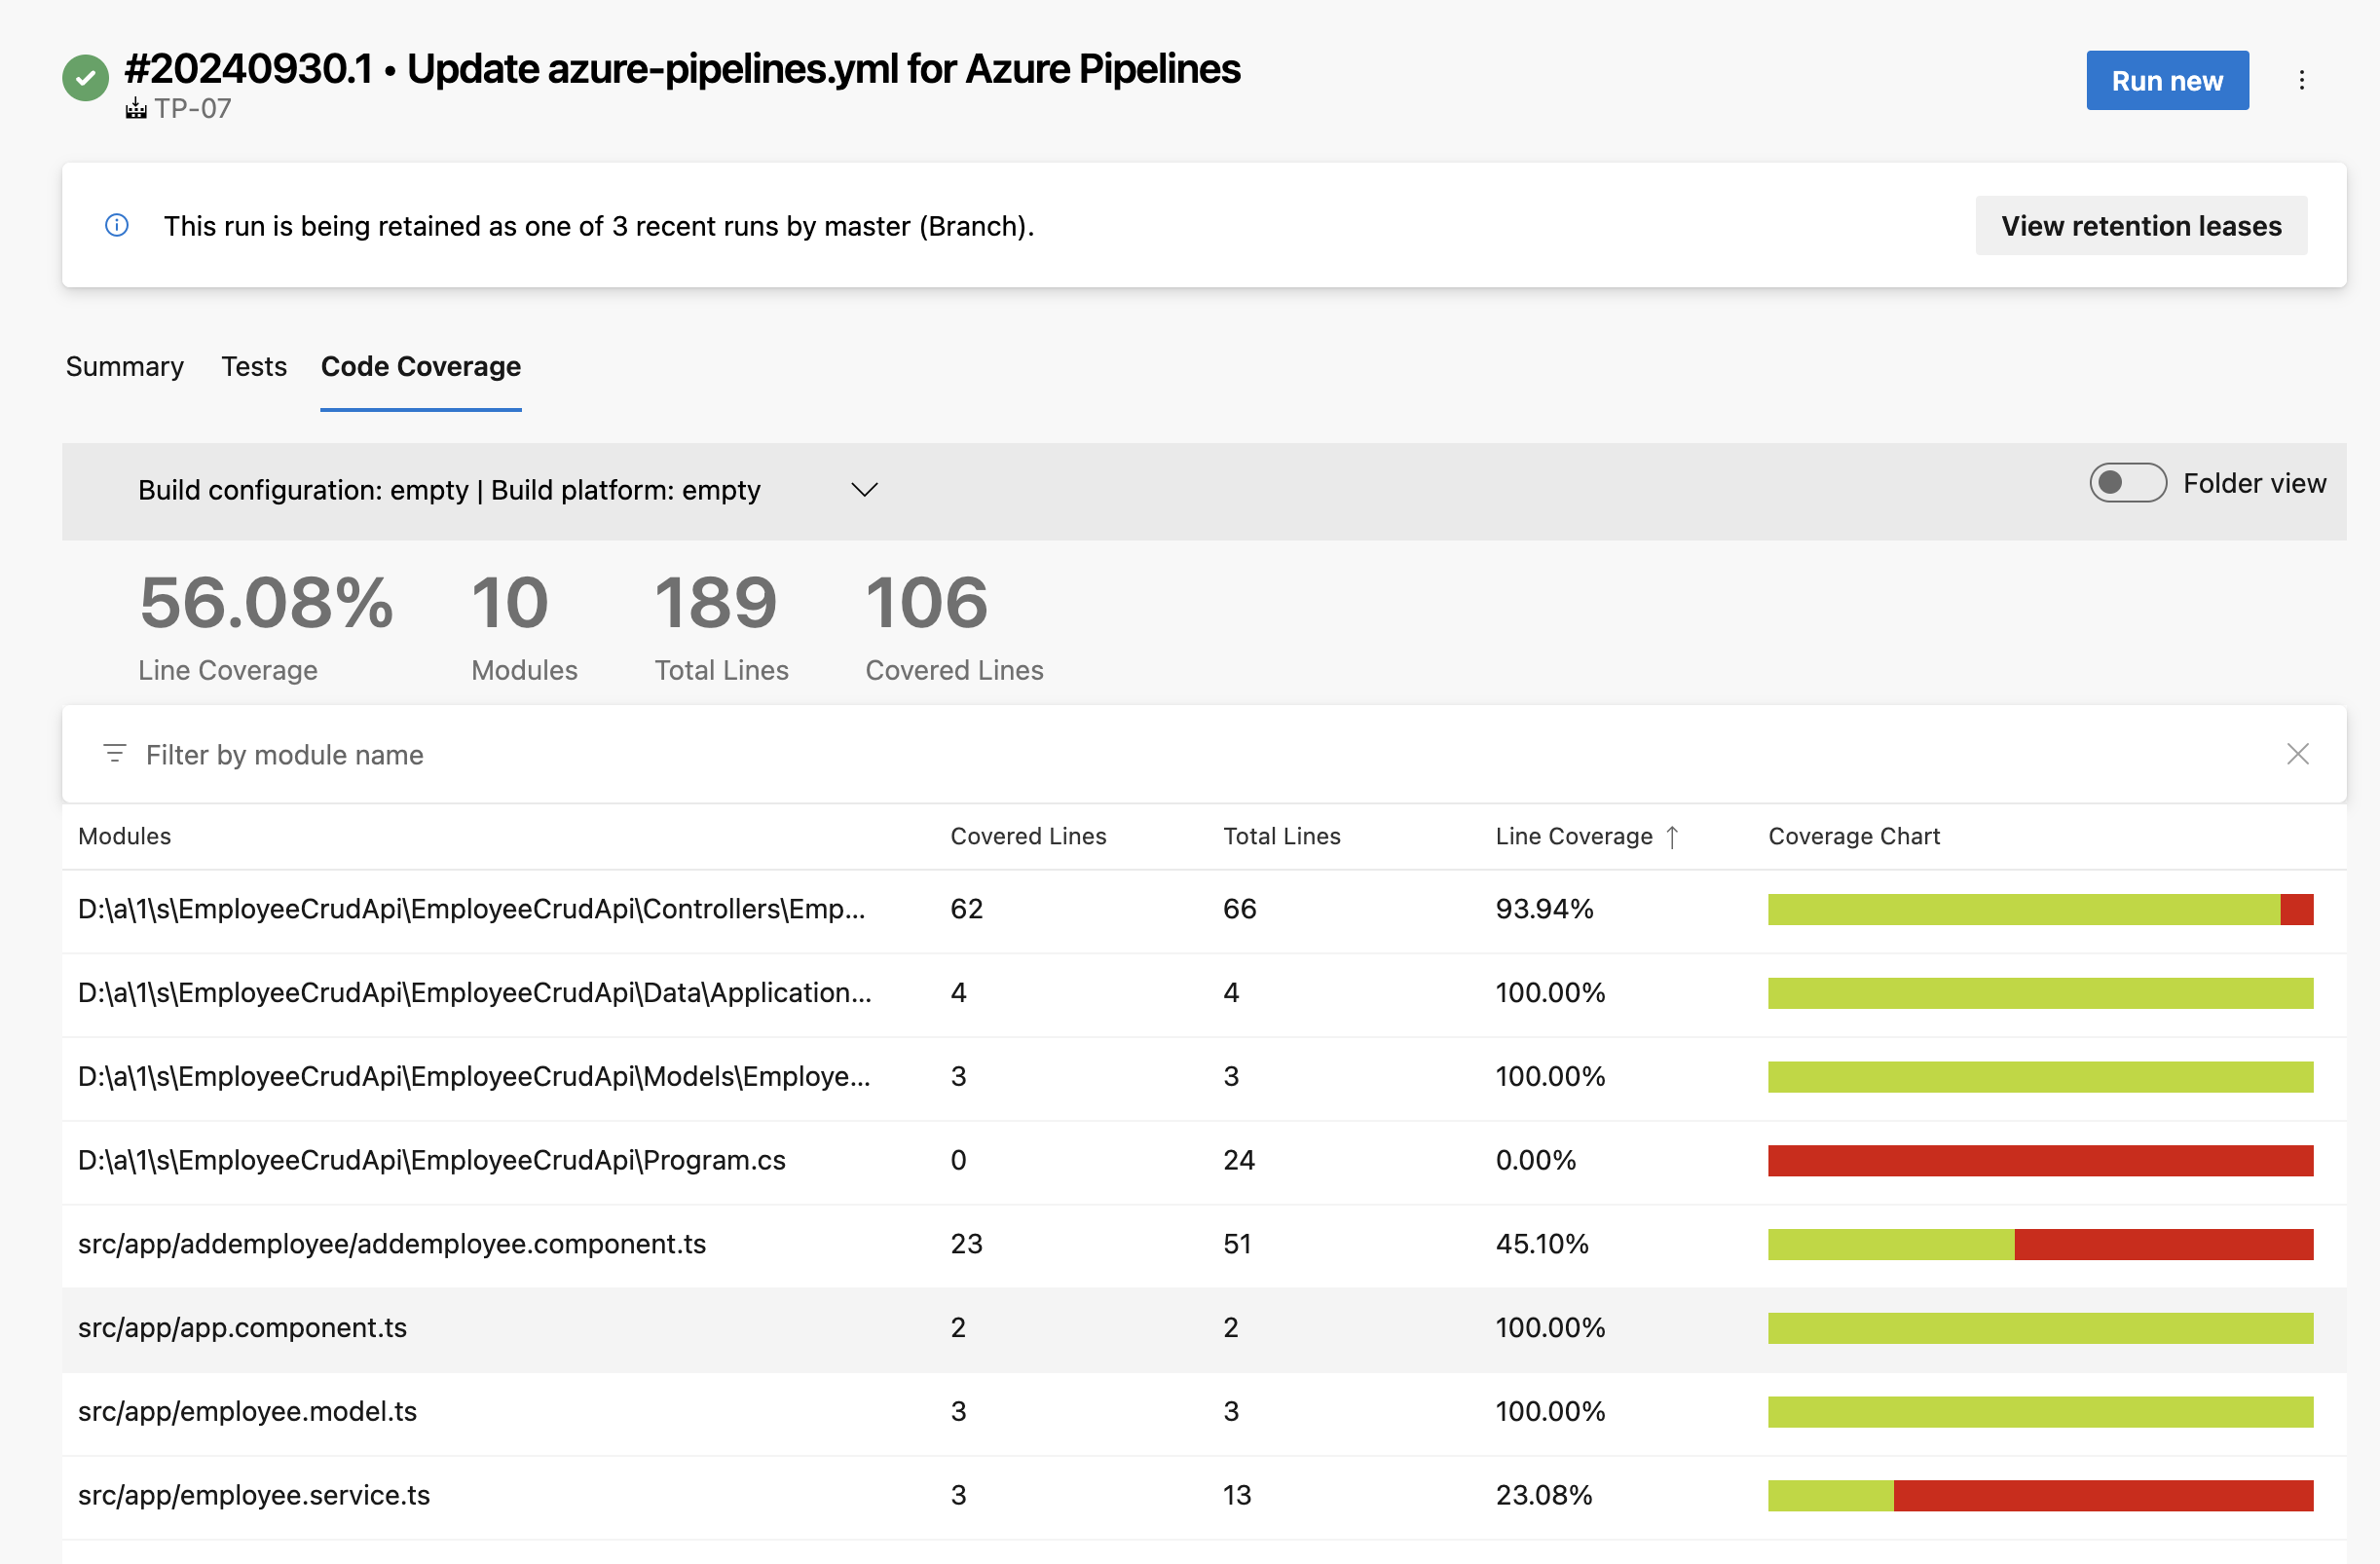 #20240930.1 • Update azure-pipelines.yml for Azure Pipelines
TP-07
Run new
This run is being retained as one of 3 recent runs by master (Branch).
View retention leases
Summary Tests Code Coverage
Build configuration: empty | Build platform: empty
Folder view
56.08% 10 189 106
Line Coverage Modules Total Lines Covered Lines
Filter by module name
Modules Covered Lines Total Lines Line Coverage ↑ Coverage Chart
D:\a\1\s\EmployeeCrudApi\EmployeeCrudApi\Controllers\Emp... 62 66 93.94%
D:\a\1\s\EmployeeCrudApi\EmployeeCrudApi\Data\Application... 4 4 100.00%
D:\a\1\s\EmployeeCrudApi\EmployeeCrudApi\Models\Employe... 3 3 100.00%
D:\a\1\s\EmployeeCrudApi\EmployeeCrudApi\Program.cs 0 24 0.00%
src/app/addemployee/addemployee.component.ts 23 51 45.10%
src/app/app.component.ts 2 2 100.00%
src/app/employee.model.ts 3 3 100.00%
src/app/employee.service.ts 3 13 23.08%